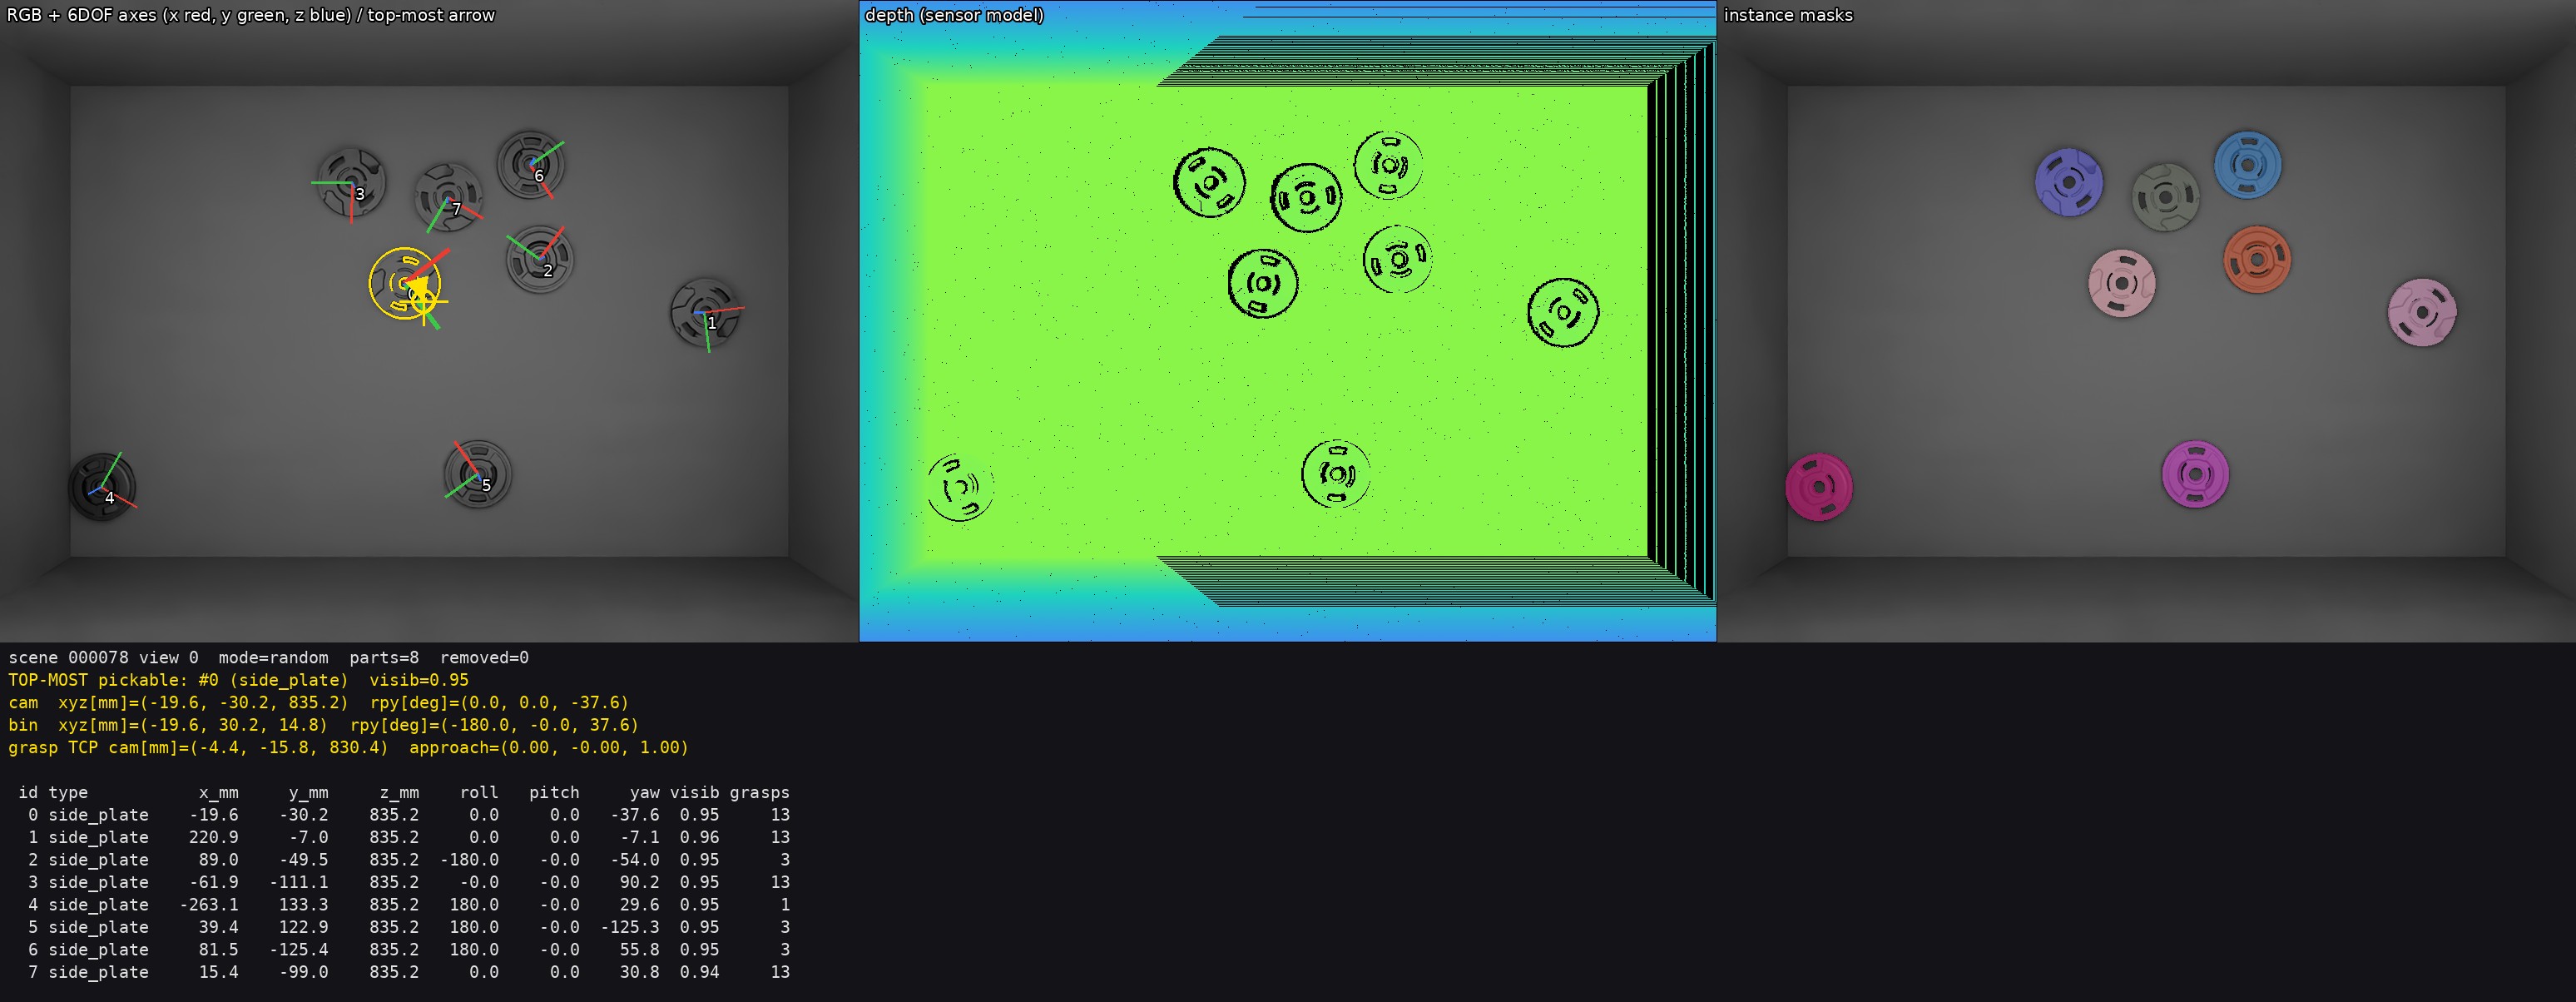 RGB + 6DOF axes (x red, y green, z blue) / top-most arrow
depth (sensor model)
instance masks
6
3
7
2
1
5
4
scene 000078 view 0  mode=random  parts=8  removed=0
TOP-MOST pickable: #0 (side_plate)  visib=0.95
cam  xyz[mm]=(-19.6, -30.2, 835.2)  rpy[deg]=(0.0, 0.0, -37.6)
bin  xyz[mm]=(-19.6, 30.2, 14.8)  rpy[deg]=(-180.0, -0.0, 37.6)
grasp TCP cam[mm]=(-4.4, -15.8, 830.4)  approach=(0.00, -0.00, 1.00)
id type x_mm y_mm z_mm roll pitch yaw visib grasps
0 side_plate -19.6 -30.2 835.2 0.0 0.0 -37.6 0.95 13
1 side_plate 220.9 -7.0 835.2 0.0 0.0 -7.1 0.96 13
2 side_plate 89.0 -49.5 835.2 -180.0 -0.0 -54.0 0.95 3
3 side_plate -61.9 -111.1 835.2 -0.0 -0.0 90.2 0.95 13
4 side_plate -263.1 133.3 835.2 180.0 -0.0 29.6 0.95 1
5 side_plate 39.4 122.9 835.2 180.0 -0.0 -125.3 0.95 3
6 side_plate 81.5 -125.4 835.2 180.0 -0.0 55.8 0.95 3
7 side_plate 15.4 -99.0 835.2 0.0 0.0 30.8 0.94 13